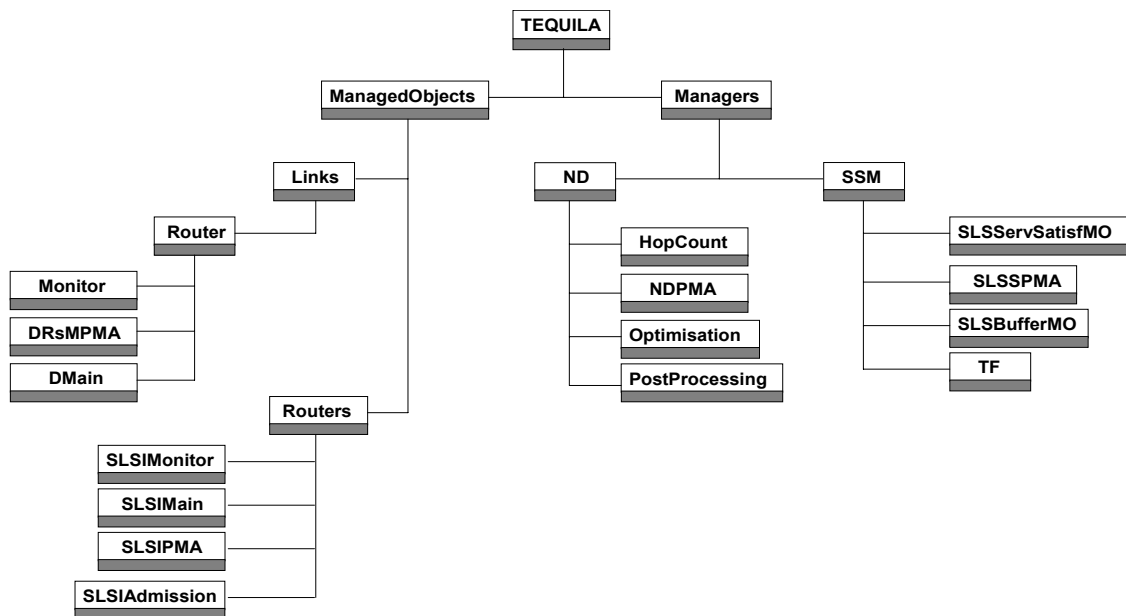 TEQUILA
ManagedObjects
Managers
Links
ND
SSM
Router
HopCount
SLSServSatisfMO
Monitor
NDPMA
SLSSPMA
DRsMPMA
Optimisation
SLSBufferMO
DMain
PostProcessing
TF
Routers
SLSIMonitor
SLSIMain
SLSIPMA
SLSIAdmission